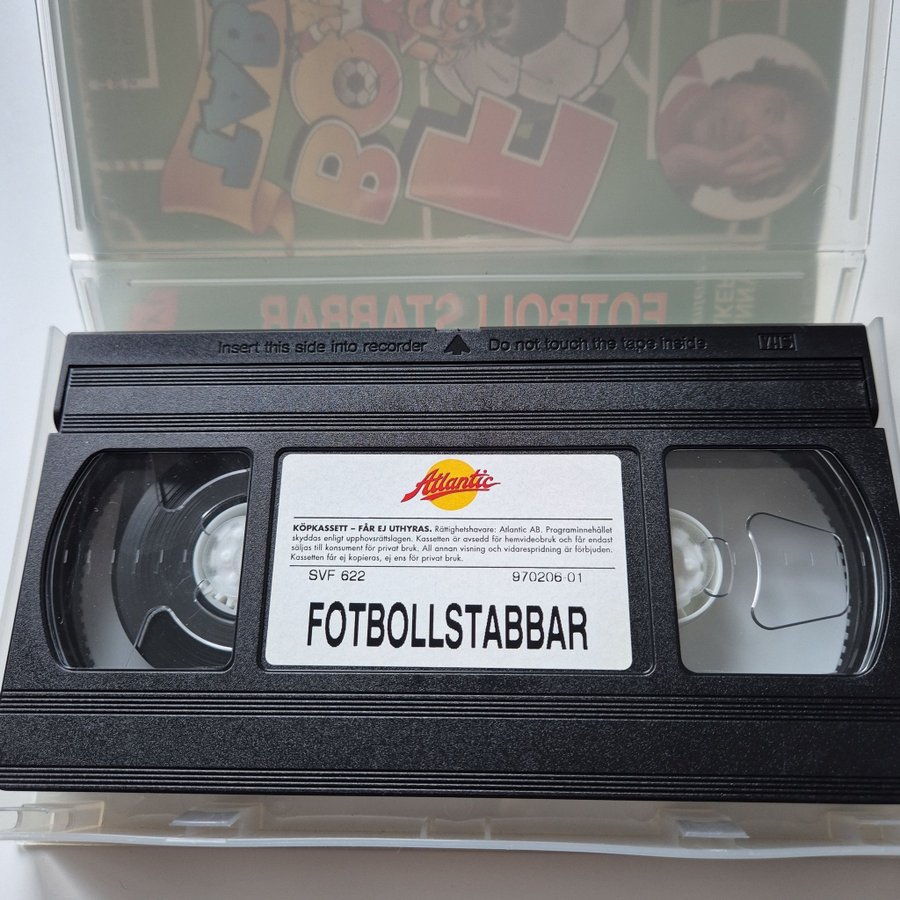 FOTBOLLSTABBAR
Insert this side into recorder Do not touch the tape inside VHS
Atlantic
KÖPKASSETT – FÅR EJ UTHYRAS. Rättighetshavare: Atlantic AB. Programinnehållet
skyddas enligt upphovsrättslagen. Kassetten är avsedd för hemvideobruk och får endast
säljas till konsument för privat bruk. All annan visning och vidarespridning är förbjuden.
Kassetten får ej kopieras, ej ens för privat bruk.
SVF 622 970206-01
FOTBOLLSTABBAR